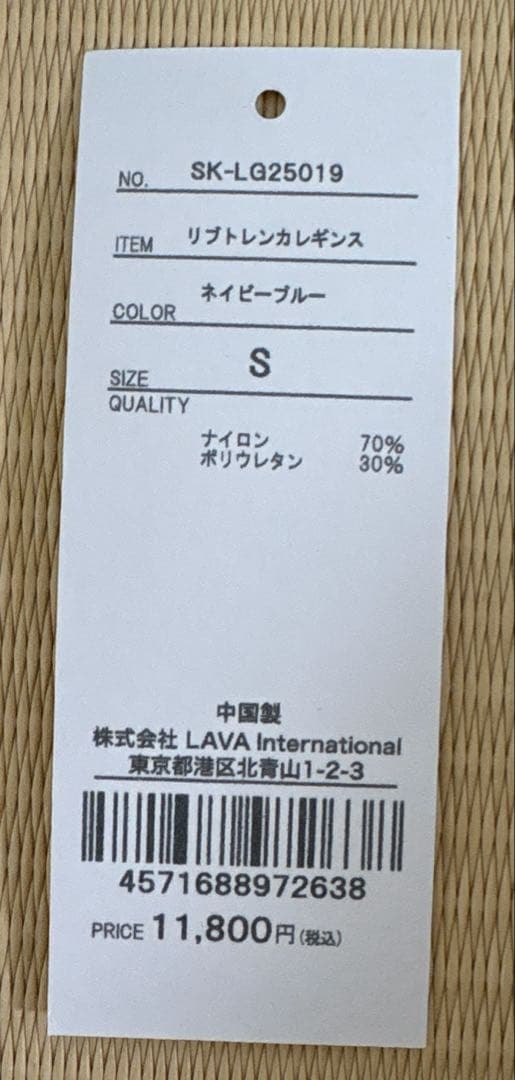 NO. SK-LG25019
ITEM リブトレンカレギンス
COLOR ネイビーブルー
SIZE S
QUALITY
ナイロン 70%
ポリウレタン 30%
中国製
株式会社 LAVA International
東京都港区北青山1-2-3
4571688972638
PRICE 11,800円(税込)